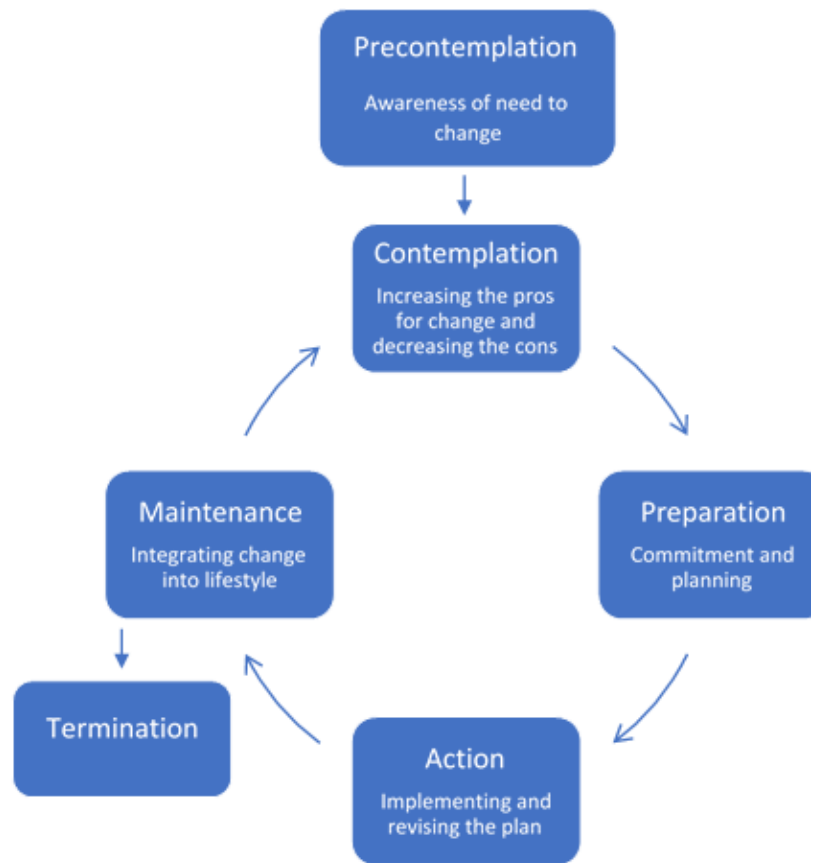 Precontemplation
Awareness of need to
change
Contemplation
Increasing the pros
for change and
decreasing the cons
Maintenance
Integrating change
into lifestyle
Preparation
Commitment and
planning
Termination
Action
Implementing and
revising the plan